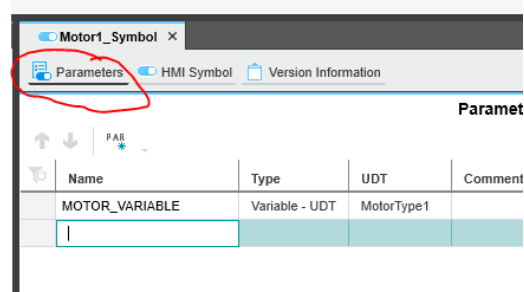 Motor1_Symbol ×
Parameters HMI Symbol Version Information
Paramet
PAR
Name Type UDT Comment
MOTOR_VARIABLE Variable - UDT MotorType1